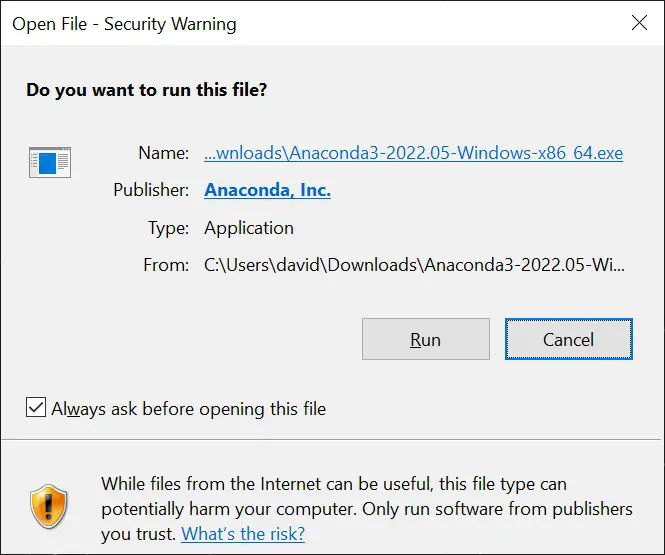 Open File - Security Warning
Do you want to run this file?
Name: ...wnloads\Anaconda3-2022.05-Windows-x86_64.exe
Publisher: Anaconda, Inc.
Type: Application
From: C:\Users\david\Downloads\Anaconda3-2022.05-Wi...
Run Cancel
Always ask before opening this file
While files from the Internet can be useful, this file type can
potentially harm your computer. Only run software from publishers
you trust. What's the risk?